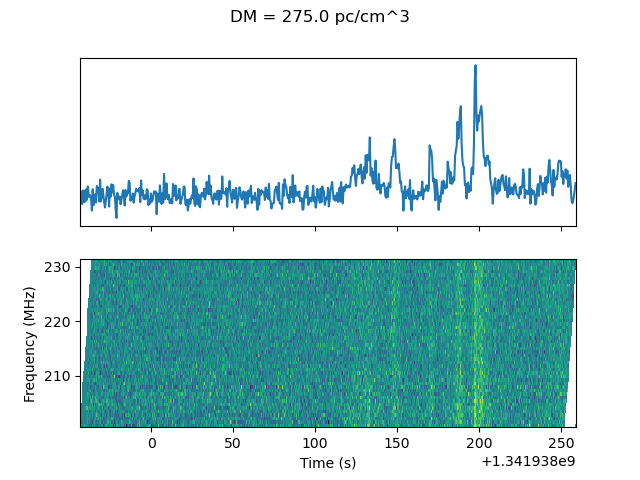 DM = 275.0 pc/cm^3
230
220
210
Frequency (MHz)
0 50 100 150 200 250
Time (s)
+1.341938e9